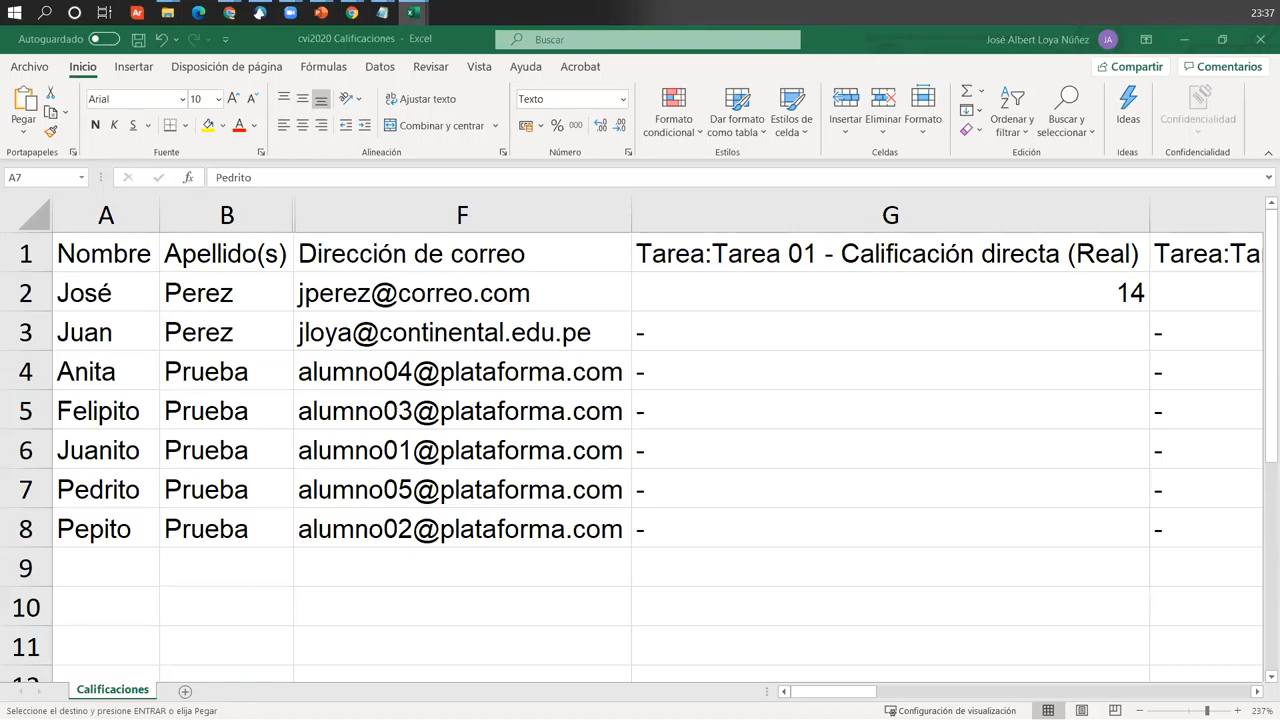 23:37
Autoguardado cvi2020 Calificaciones - Excel Buscar José Albert Loya Núñez JA
Archivo Inicio Insertar Disposición de página Fórmulas Datos Revisar Vista Ayuda Acrobat Compartir Comentarios
Pegar
Portapapeles
Arial 10
N K S
Fuente
Ajustar texto
Combinar y centrar
Alineación
Texto
% 000
Número
Formato condicional
Dar formato como tabla
Estilos de celda
Estilos
Insertar Eliminar Formato
Celdas
Ordenar y filtrar
Buscar y seleccionar
Edición
Ideas
Ideas
Confidencialidad
Confidencialidad
A7 fx Pedrito
A B F G
1 Nombre Apellido(s) Dirección de correo Tarea:Tarea 01 - Calificación directa (Real) Tarea:Ta
2 José Perez jperez@correo.com 14
3 Juan Perez jloya@continental.edu.pe - -
4 Anita Prueba alumno04@plataforma.com - -
5 Felipito Prueba alumno03@plataforma.com - -
6 Juanito Prueba alumno01@plataforma.com - -
7 Pedrito Prueba alumno05@plataforma.com - -
8 Pepito Prueba alumno02@plataforma.com - -
9
10
11
Calificaciones
Seleccione el destino y presione ENTRAR o elija Pegar Configuración de visualización 237%